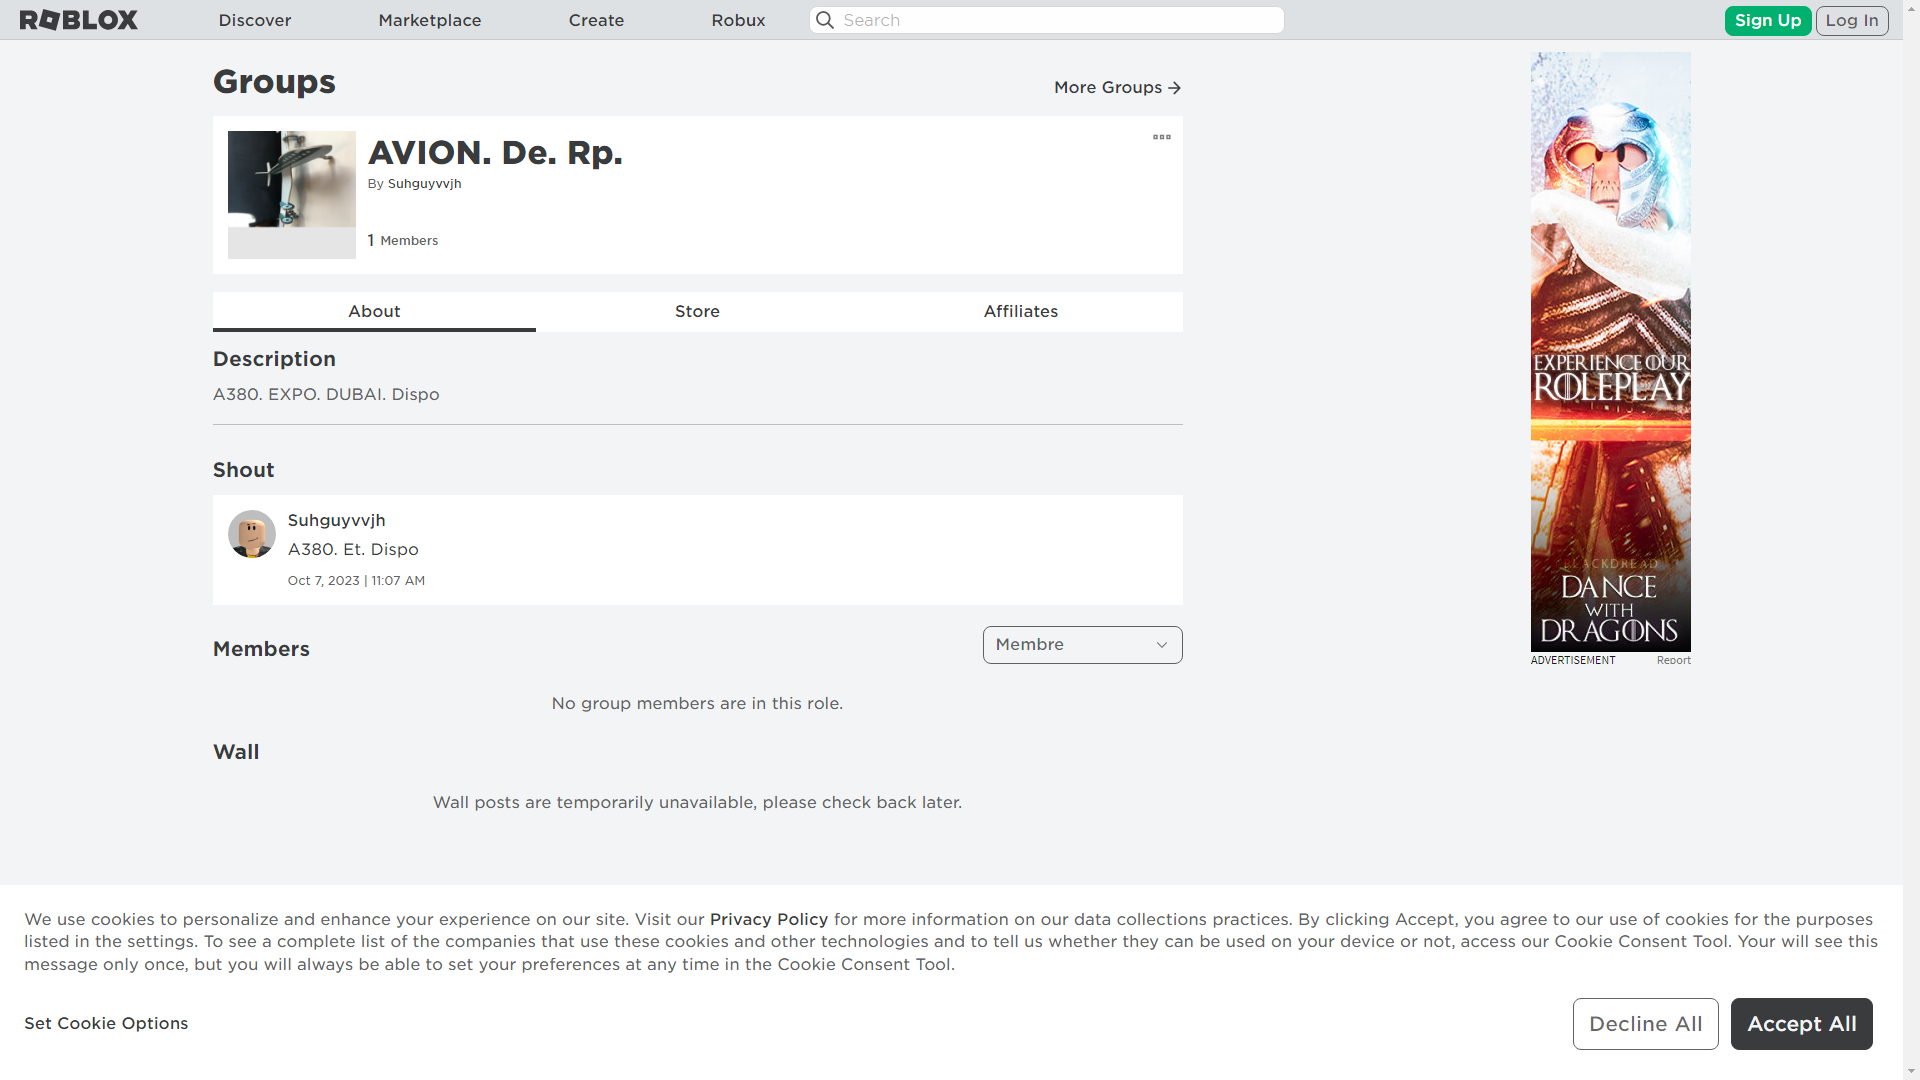 ROBLOX
Discover
Marketplace
Create
Robux
Search
Sign Up
Log In
Groups
More Groups
AVION. De. Rp.
By Suhguyvvjh
1 Members
About
Store
Affiliates
Description
A380. EXPO. DUBAI. Dispo
Shout
Suhguyvvjh
A380. Et. Dispo
Oct 7, 2023 | 11:07 AM
Members
Membre
No group members are in this role.
Wall
Wall posts are temporarily unavailable, please check back later.
EXPERIENCE OUR
ROLEPLAY
BLACKDREAD
DANCE
WITH
DRAGONS
ADVERTISEMENT
Report
We use cookies to personalize and enhance your experience on our site. Visit our Privacy Policy for more information on our data collections practices. By clicking Accept, you agree to our use of cookies for the purposes
listed in the settings. To see a complete list of the companies that use these cookies and other technologies and to tell us whether they can be used on your device or not, access our Cookie Consent Tool. Your will see this
message only once, but you will always be able to set your preferences at any time in the Cookie Consent Tool.
Set Cookie Options
Decline All
Accept All